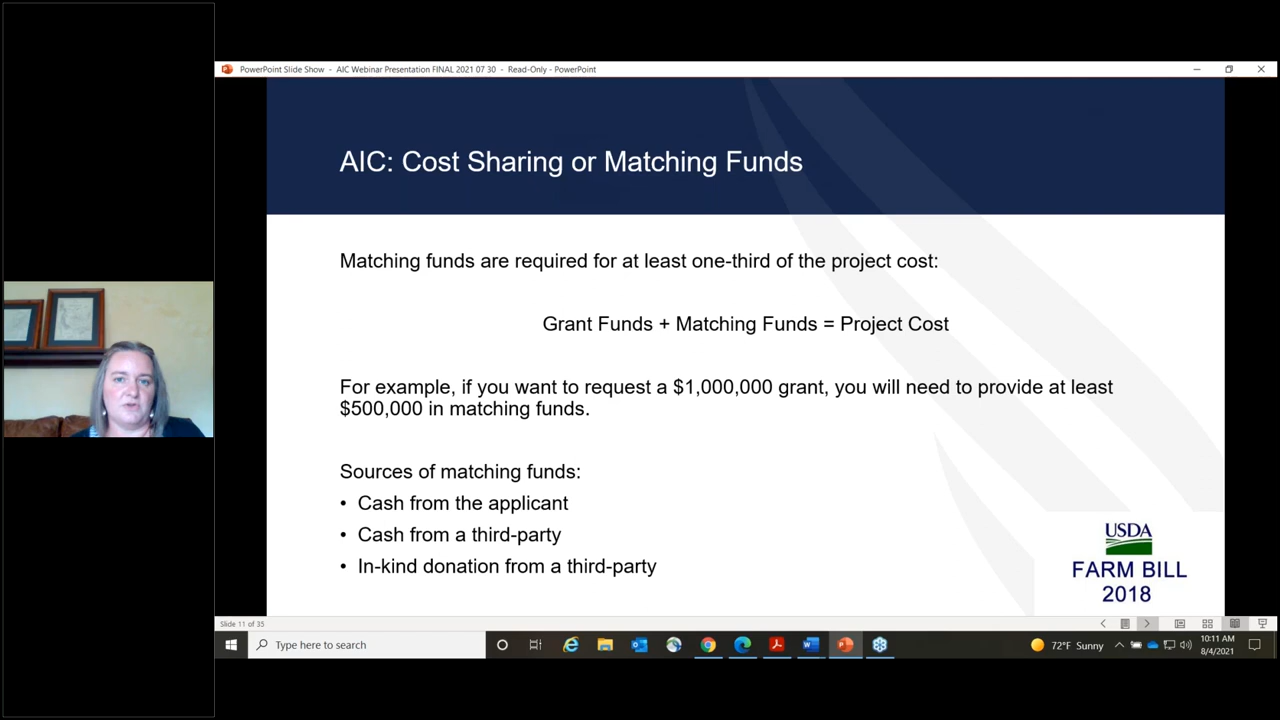 PowerPoint Slide Show - AIC Webinar Presentation FINAL 2021 07 30 - Read-Only - PowerPoint
AIC: Cost Sharing or Matching Funds
Matching funds are required for at least one-third of the project cost:
Grant Funds + Matching Funds = Project Cost
For example, if you want to request a $1,000,000 grant, you will need to provide at least
$500,000 in matching funds.
Sources of matching funds:
• Cash from the applicant
• Cash from a third-party
• In-kind donation from a third-party
USDA
FARM BILL
2018
Slide 11 of 35
Type here to search
72°F Sunny
10:11 AM
8/4/2021